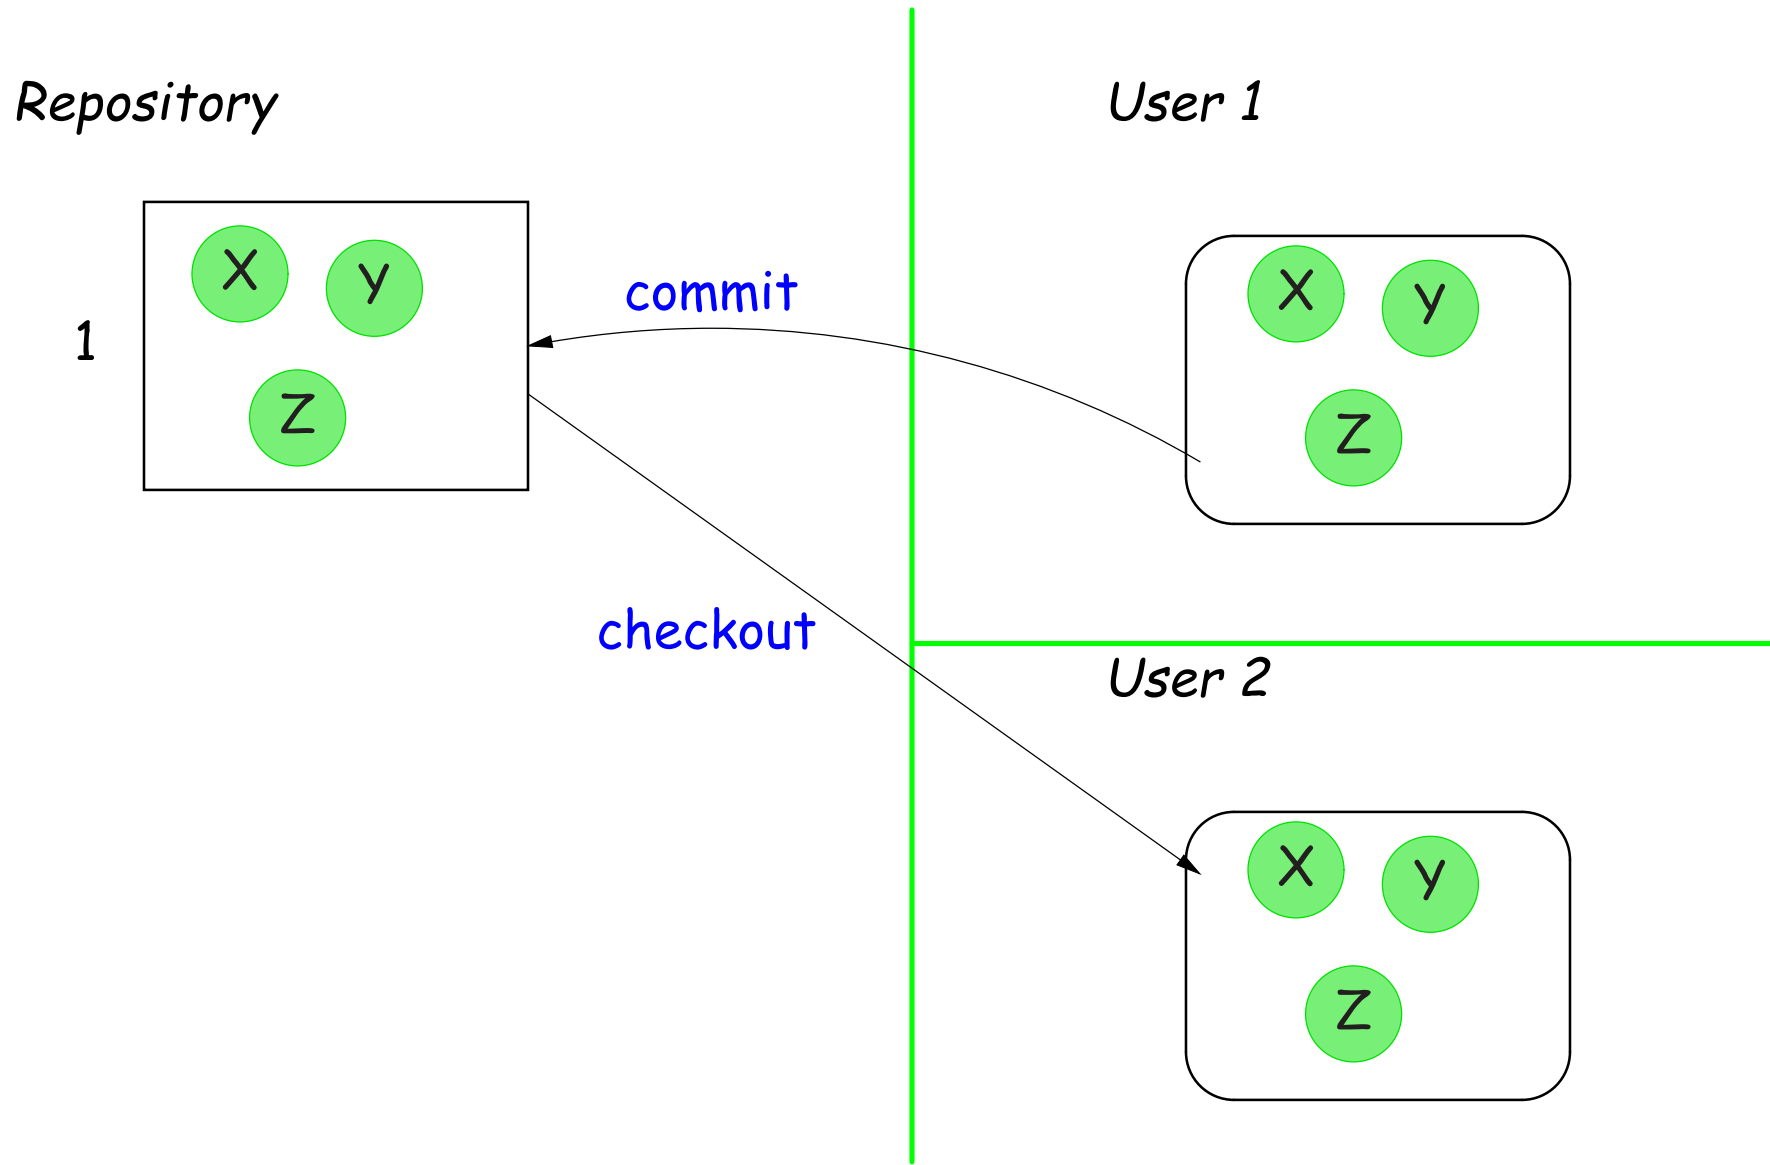 Repository
User 1
X
Y
Z
1
commit
X
Y
Z
checkout
User 2
X
Y
Z